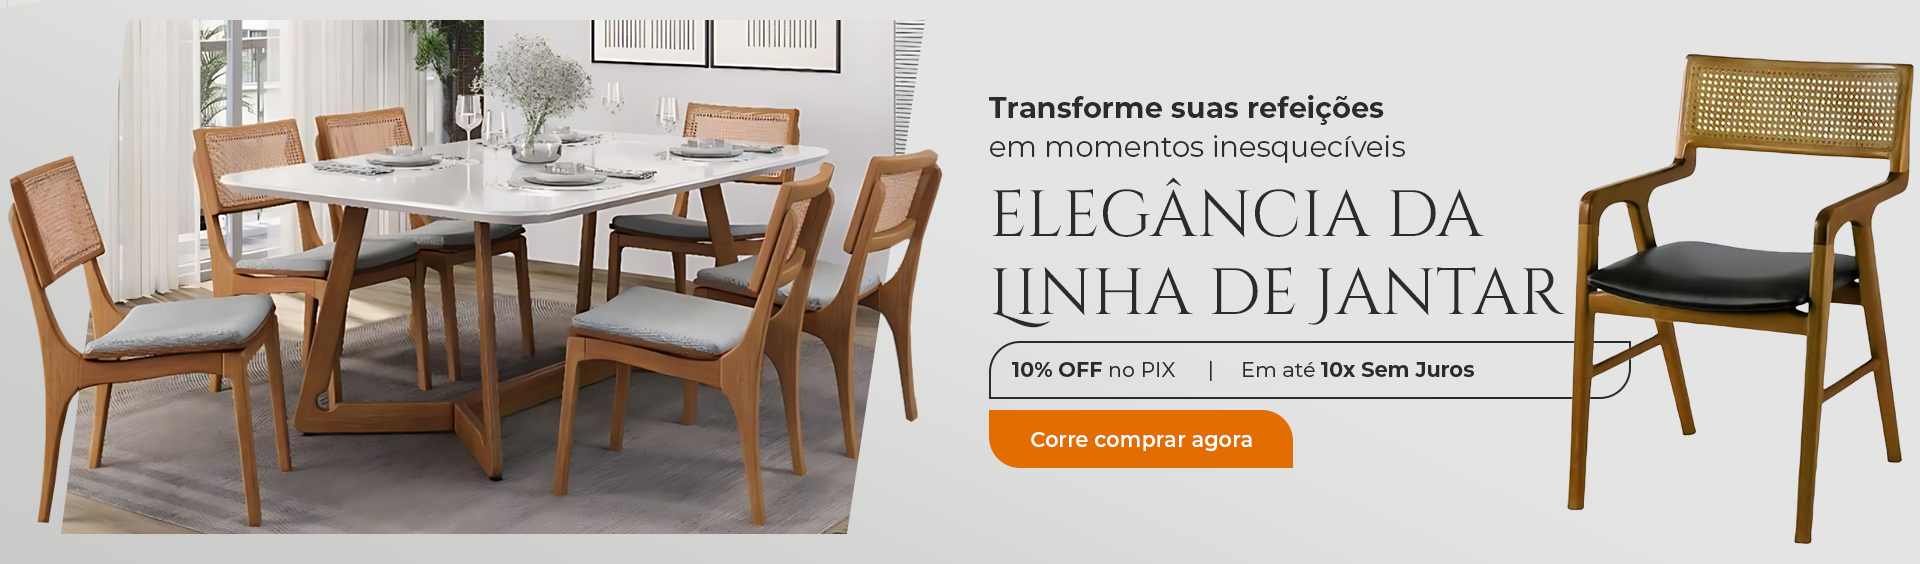 Transforme suas refeições
em momentos inesquecíveis
ELEGÂNCIA DA
LINHA DE JANTAR
10% OFF no PIX | Em até 10x Sem Juros
Corre comprar agora